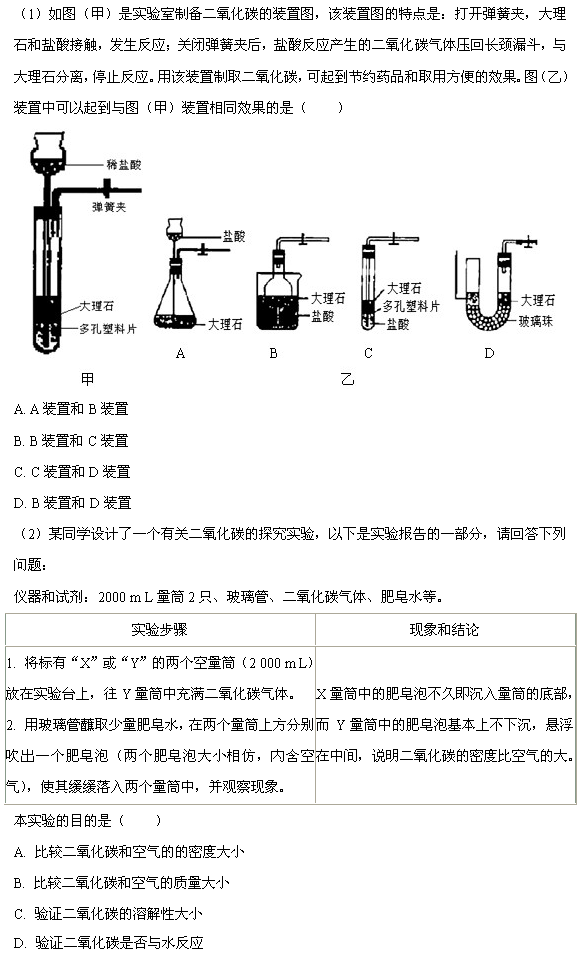 （1）如图（甲）是实验室制备二氧化碳的装置图，该装置图的特点是：打开弹簧夹，大理
石和盐酸接触，发生反应；关闭弹簧夹后，盐酸反应产生的二氧化碳气体压回长颈漏斗，与
大理石分离，停止反应。用该装置制取二氧化碳，可起到节约药品和取用方便的效果。图（乙）
装置中可以起到与图（甲）装置相同效果的是（　　）
稀盐酸
弹簧夹
大理石
多孔塑料片
甲
盐酸
大理石
A
大理石
盐酸
B
大理石
多孔塑料片
盐酸
C
大理石
玻璃珠
D
乙
A. A 装置和 B 装置
B. B 装置和 C 装置
C. C 装置和 D 装置
D. B 装置和 D 装置
（2）某同学设计了一个有关二氧化碳的探究实验，以下是实验报告的一部分，请回答下列
问题：
仪器和试剂：2000 m L 量筒 2 只、玻璃管、二氧化碳气体、肥皂水等。
实验步骤
现象和结论
1. 将标有“X”或“Y”的两个空量筒（2 000 m L）
放在实验台上，往 Y 量筒中充满二氧化碳气体。
2. 用玻璃管蘸取少量肥皂水，在两个量筒上方分别
吹出一个肥皂泡（两个肥皂泡大小相仿，内含空
气），使其缓缓落入两个量筒中，并观察现象。
X 量筒中的肥皂泡不久即沉入量筒的底部，
而 Y 量筒中的肥皂泡基本上不下沉，悬浮
在中间，说明二氧化碳的密度比空气的大。
本实验的目的是（　　）
A. 比较二氧化碳和空气的的密度大小
B. 比较二氧化碳和空气的质量大小
C. 验证二氧化碳的溶解性大小
D. 验证二氧化碳是否与水反应